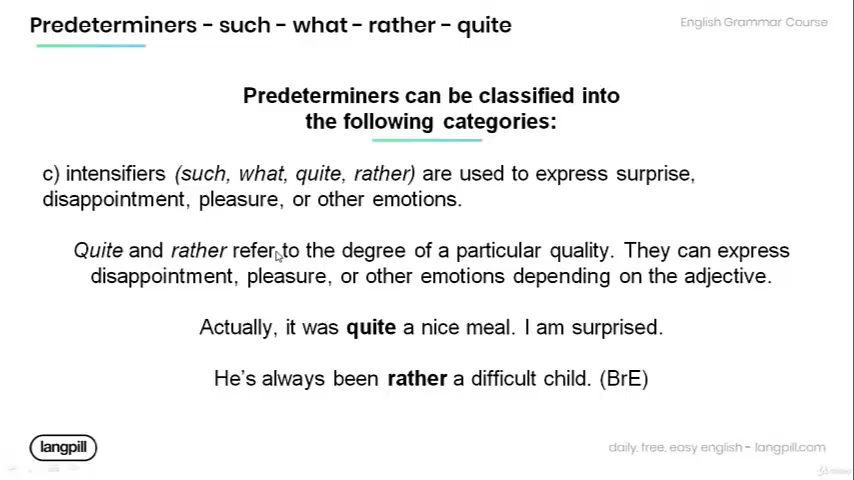 Predeterminers - such - what - rather - quite
English Grammar Course
Predeterminers can be classified into
the following categories:
c) intensifiers (such, what, quite, rather) are used to express surprise,
disappointment, pleasure, or other emotions.
Quite and rather refer to the degree of a particular quality. They can express
disappointment, pleasure, or other emotions depending on the adjective.
Actually, it was quite a nice meal. I am surprised.
He's always been rather a difficult child. (BrE)
langpill
daily, free, easy english - langpill.com